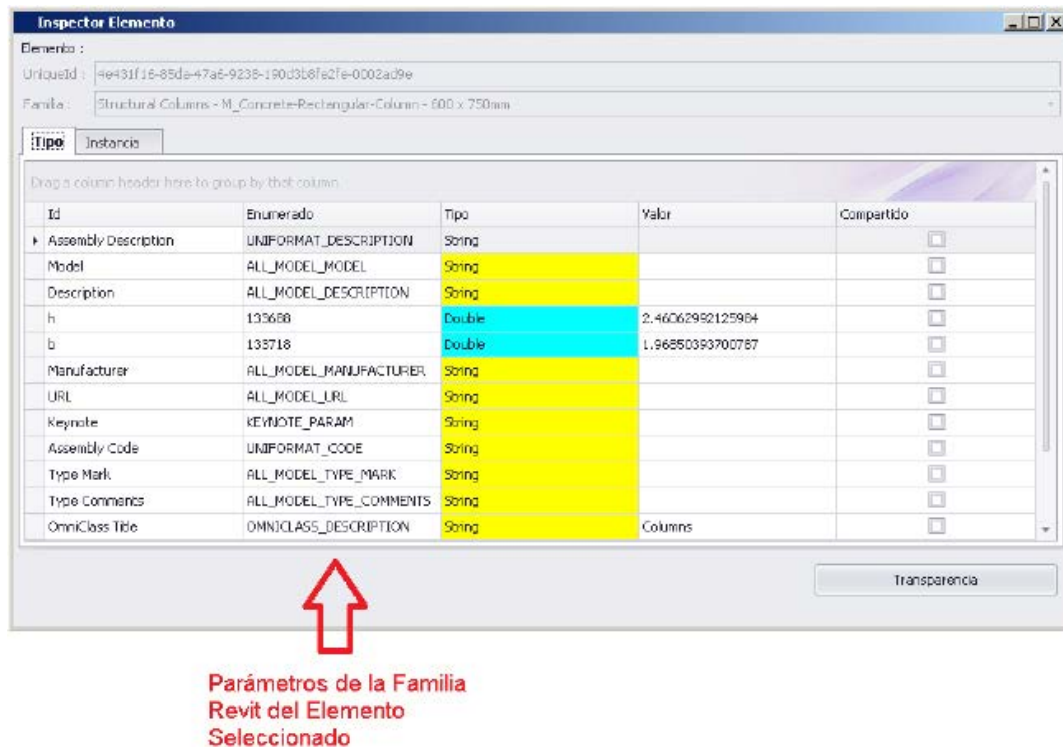 Inspector Elemento
Elemento :
UniqueId : 4e431f16-85da-47a6-9238-190d3b8fe2fe-0002ad9e
Familia : Structural Columns - M_Concrete-Rectangular-Column - 600 x 750mm
Tipo Instancia
Drag a column header here to group by that column
Id Enumerado Tipo Valor Compartido
Assembly Description UNIFORMAT_DESCRIPTION String
Model ALL_MODEL_MODEL String
Description ALL_MODEL_DESCRIPTION String
h 133688 Double 2.46062992125984
b 133718 Double 1.96850393700787
Manufacturer ALL_MODEL_MANUFACTURER String
URL ALL_MODEL_URL String
Keynote KEYNOTE_PARAM String
Assembly Code UNIFORMAT_CODE String
Type Mark ALL_MODEL_TYPE_MARK String
Type Comments ALL_MODEL_TYPE_COMMENTS String
OmniClass Title OMNICLASS_DESCRIPTION String Columns
Transparencia
Parámetros de la Familia
Revit del Elemento
Seleccionado